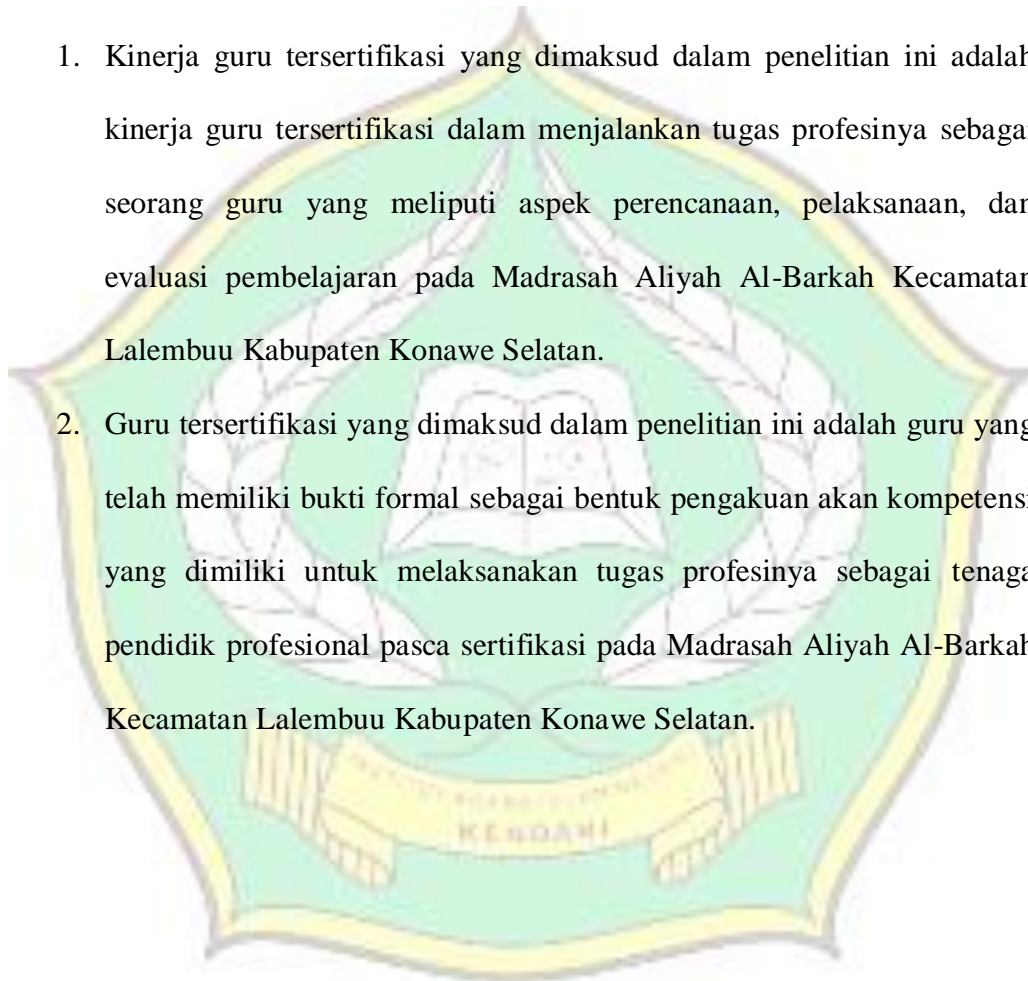 1. Kinerja guru tersertifikasi yang dimaksud dalam penelitian ini adalah
kinerja guru tersertifikasi dalam menjalankan tugas profesinya sebagai
seorang guru yang meliputi aspek perencanaan, pelaksanaan, dan
evaluasi pembelajaran pada Madrasah Aliyah Al-Barkah Kecamatan
Lalembuu Kabupaten Konawe Selatan.
2. Guru tersertifikasi yang dimaksud dalam penelitian ini adalah guru yang
telah memiliki bukti formal sebagai bentuk pengakuan akan kompetensi
yang dimiliki untuk melaksanakan tugas profesinya sebagai tenaga
pendidik profesional pasca sertifikasi pada Madrasah Aliyah Al-Barkah
Kecamatan Lalembuu Kabupaten Konawe Selatan.
KENDARI